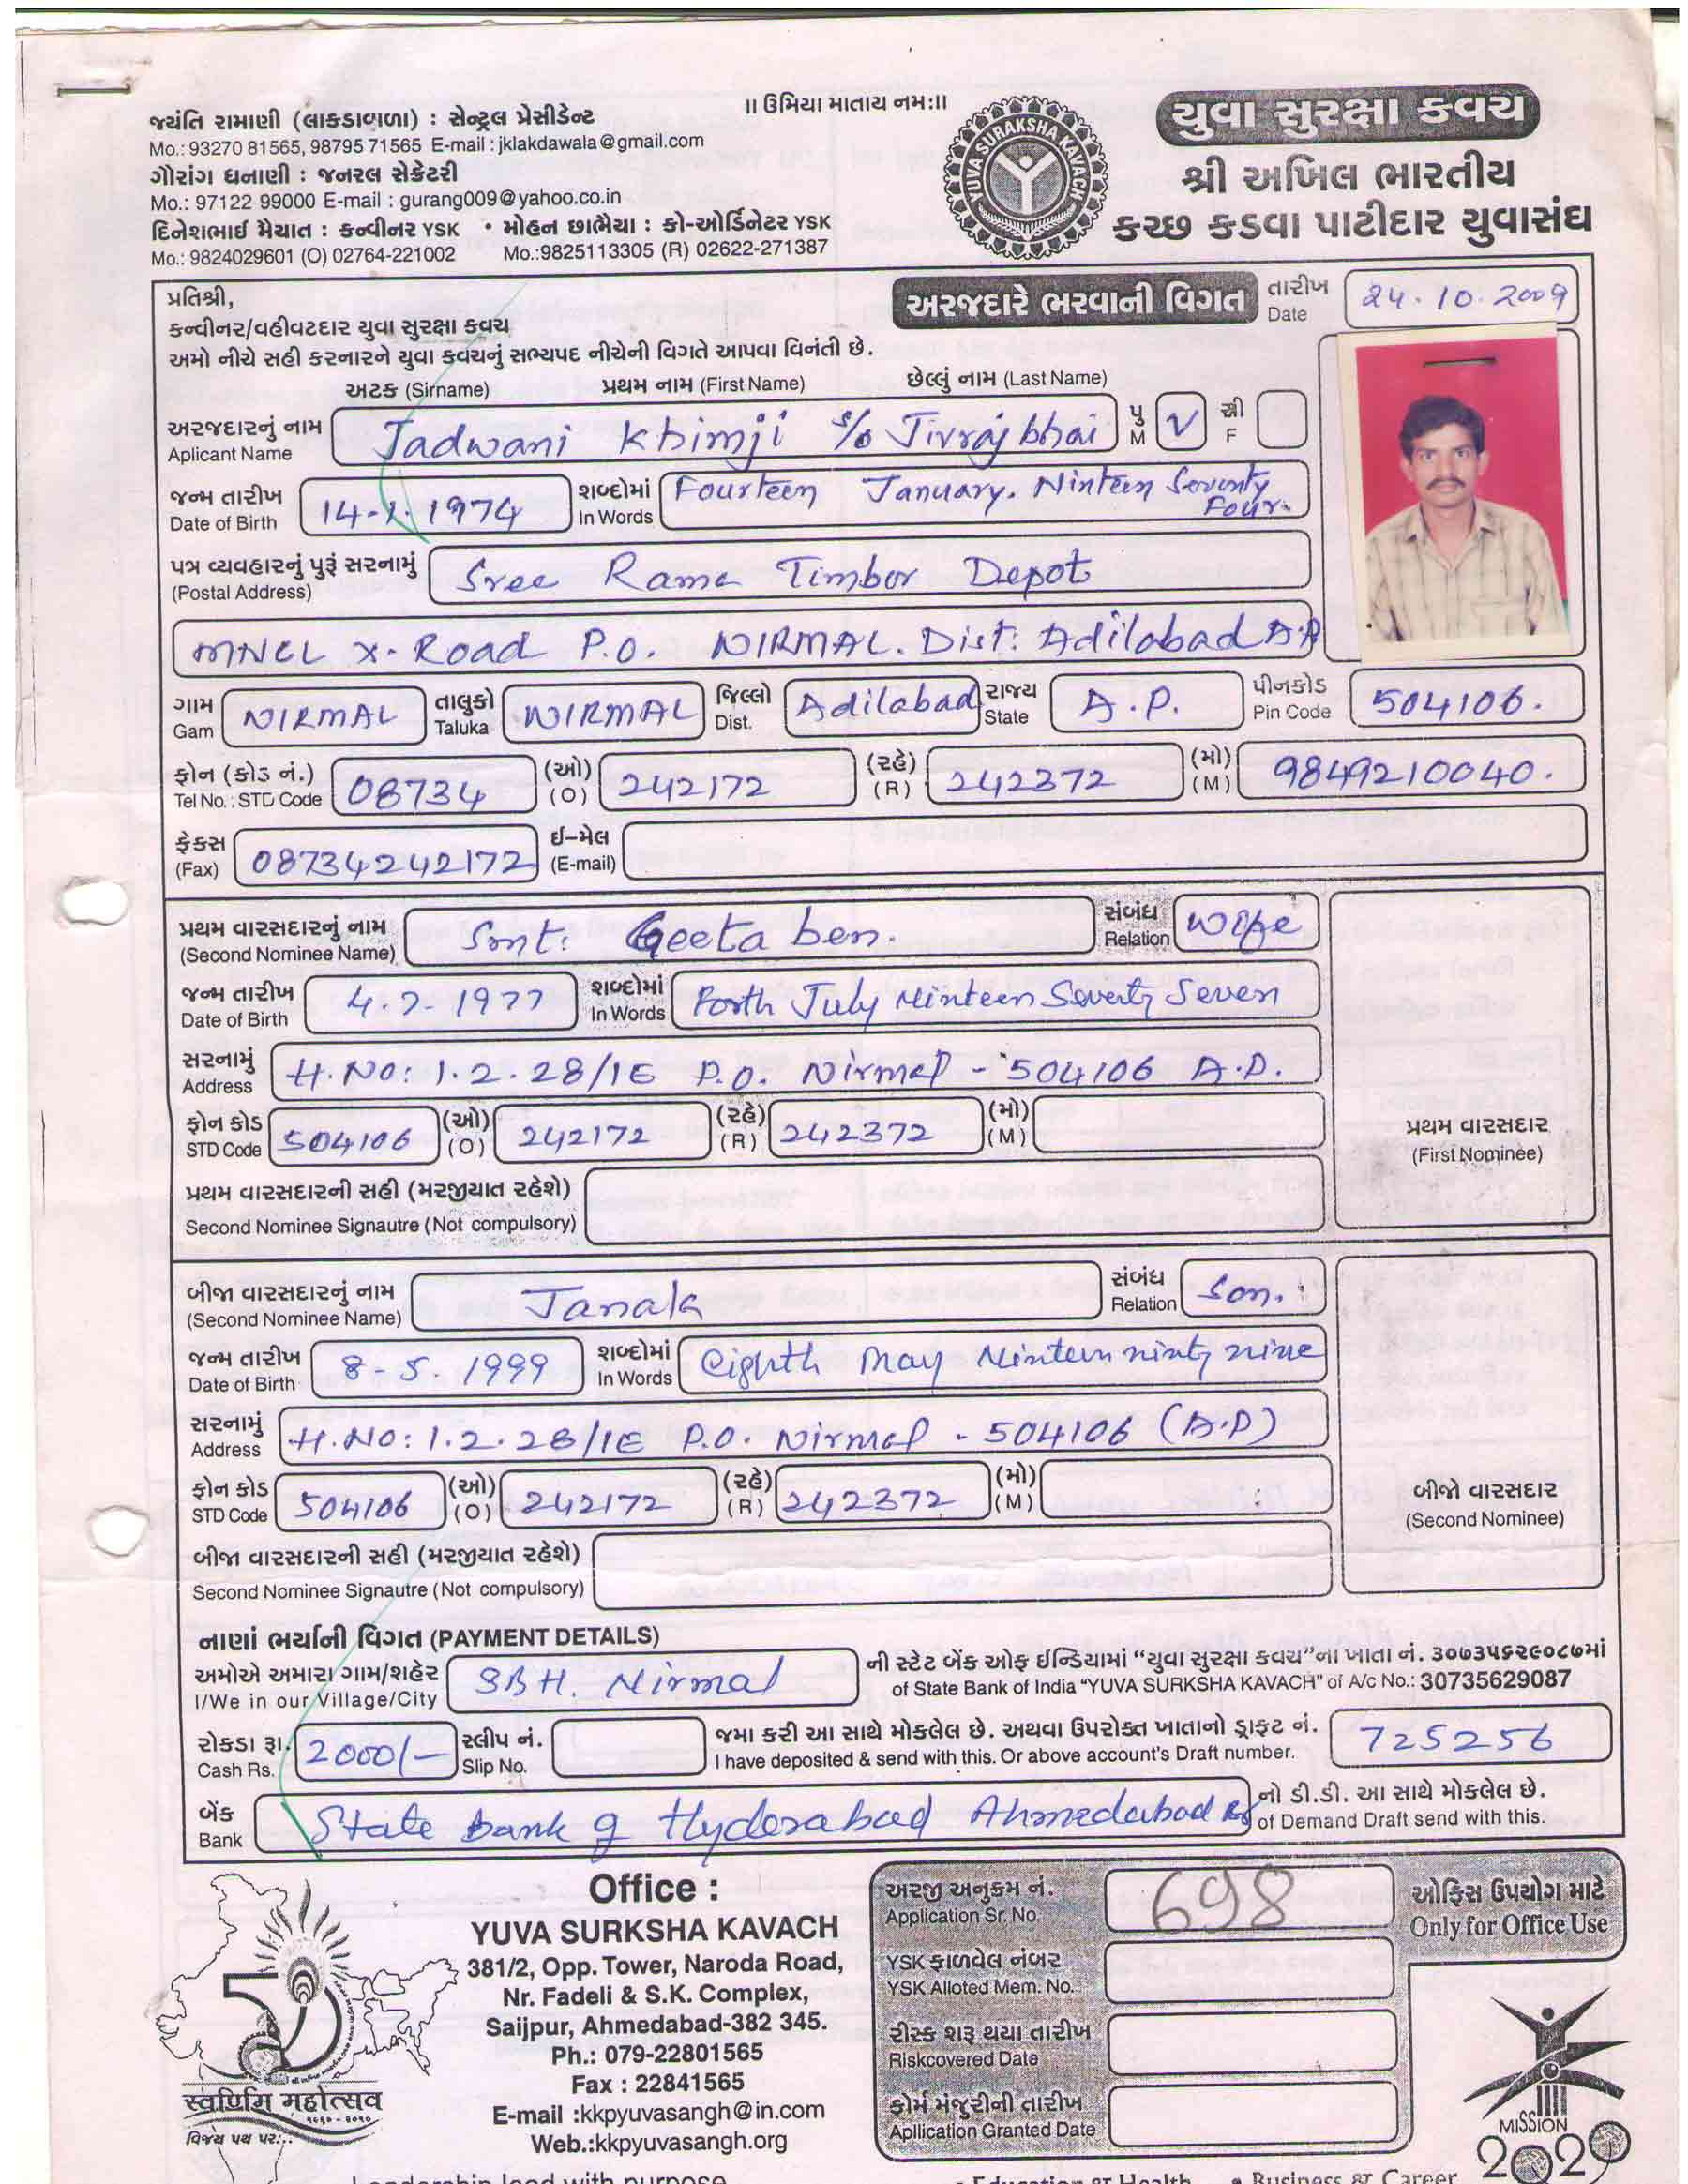 ॥ ઉમિયા માતાય નમ:॥
જયંતિ રામાણી (લાકડાવાળા) : સેન્ટ્રલ પ્રેસીડેન્ટ
Mo.: 93270 81565, 98795 71565 E-mail : jklakdawala@gmail.com
ગૌરાંગ ધનાણી : જનરલ સેક્રેટરી
Mo.: 97122 99000 E-mail : gurang009@yahoo.co.in
દિનેશભાઈ મૈયાત : કન્વીનર YSK • મોહન છાભૈયા : કો-ઓર્ડિનેટર YSK
Mo.: 9824029601 (O) 02764-221002 Mo.:9825113305 (R) 02622-271387
YUVA SURAKSHA KAVACH
યુવા સુરક્ષા કવચ
શ્રી અખિલ ભારતીય
કચ્છ કડવા પાટીદાર યુવાસંઘ
પ્રતિશ્રી,
કન્વીનર/વહીવટદાર યુવા સુરક્ષા કવચ
અરજદારે ભરવાની વિગત તારીખ Date 24.10.2009
અમો નીચે સહી કરનારને યુવા કવચનું સભ્યપદ નીચેની વિગતે આપવા વિનંતી છે.
અટક (Sirname) પ્રથમ નામ (First Name) છેલ્લું નામ (Last Name)
અરજદારનું નામ Aplicant Name Jadwani Khimji s/o Jivrajbhai પુ M V સ્ત્રી F
જન્મ તારીખ Date of Birth 14-1.1974 શબ્દોમાં In Words Fourteen January. Ninteen Seventy Four.
પત્ર વ્યવહારનું પુરૂં સરનામું (Postal Address) Sree Rama Timbor Depot
MNCL X-Road P.O. NIRMAL. Dist: Adilabad A.P
ગામ Gam NIRMAL તાલુકો Taluka NIRMAL જિલ્લો Dist. Adilabad રાજ્ય State A.P. પીનકોડ Pin Code 504106.
ફોન (કોડ નં.) Tel No.: STD Code 08734 (ઓ) (O) 242172 (રહે) (R) 242372 (મો) (M) 9849210040.
ફેકસ (Fax) 08734242172 ઈ-મેલ (E-mail)
પ્રથમ વારસદારનું નામ (Second Nominee Name) Smt: Geeta ben. સંબંધ Relation Wife
જન્મ તારીખ Date of Birth 4.7.1977 શબ્દોમાં In Words Forth July Ninteen Seventy Seven
સરનામું Address H.NO: 1.2.28/1E P.O. Nirmal - 504106 A.P.
ફોન કોડ STD Code 504106 (ઓ) (O) 242172 (રહે) (R) 242372 (મો) (M)
પ્રથમ વારસદાર
(First Nominee)
પ્રથમ વારસદારની સહી (મરજીયાત રહેશે)
Second Nominee Signautre (Not compulsory)
બીજા વારસદારનું નામ (Second Nominee Name) Janak સંબંધ Relation Son.
જન્મ તારીખ Date of Birth 8-5.1999 શબ્દોમાં In Words Eighth May Ninteen ninty nine
સરનામું Address H.NO: 1.2.28/1E P.O. Nirmal - 504106 (A.P)
ફોન કોડ STD Code 504106 (ઓ) (O) 242172 (રહે) (R) 242372 (મો) (M)
બીજો વારસદાર
(Second Nominee)
બીજા વારસદારની સહી (મરજીયાત રહેશે)
Second Nominee Signautre (Not compulsory)
નાણાં ભર્યાની વિગત (PAYMENT DETAILS)
અમોએ અમારા ગામ/શહેર SBH. Nirmal ની સ્ટેટ બેંક ઓફ ઈન્ડિયામાં "યુવા સુરક્ષા કવચ"ના ખાતા નં. ૩૦૭૩૫૬૨૯૦૮૭માં
I/We in our Village/City of State Bank of India "YUVA SURKSHA KAVACH" of A/c No.: 30735629087
રોકડા રૂા. Cash Rs. 2000/- સ્લીપ નં. Slip No. જમા કરી આ સાથે મોકલેલ છે. અથવા ઉપરોક્ત ખાતાનો ડ્રાફટ નં. 725256
I have deposited & send with this. Or above account's Draft number.
બેંક Bank State Bank of Hyderabad Ahmedabad નો ડી.ડી. આ સાથે મોકલેલ છે.
of Demand Draft send with this.
Office :
YUVA SURKSHA KAVACH
381/2, Opp. Tower, Naroda Road,
Nr. Fadeli & S.K. Complex,
Saijpur, Ahmedabad-382 345.
Ph.: 079-22801565
Fax : 22841565
E-mail :kkpyuvasangh@in.com
Web.:kkpyuvasangh.org
स्वर्णिम महोत्सव
૨૦૧૦ - ૨૦૧૦
વિજય પથ પર...
અરજી અનુક્રમ નં. Application Sr. No. 698
ઓફિસ ઉપયોગ માટે
Only for Office Use
YSK ફાળવેલ નંબર
YSK Alloted Mem. No.
રીસ્ક શરૂ થયા તારીખ
Riskcovered Date
ફોર્મ મંજુરીની તારીખ
Apllication Granted Date
MISSION
2020
Leadership lead with purpose
• Education & Health • Business & Career